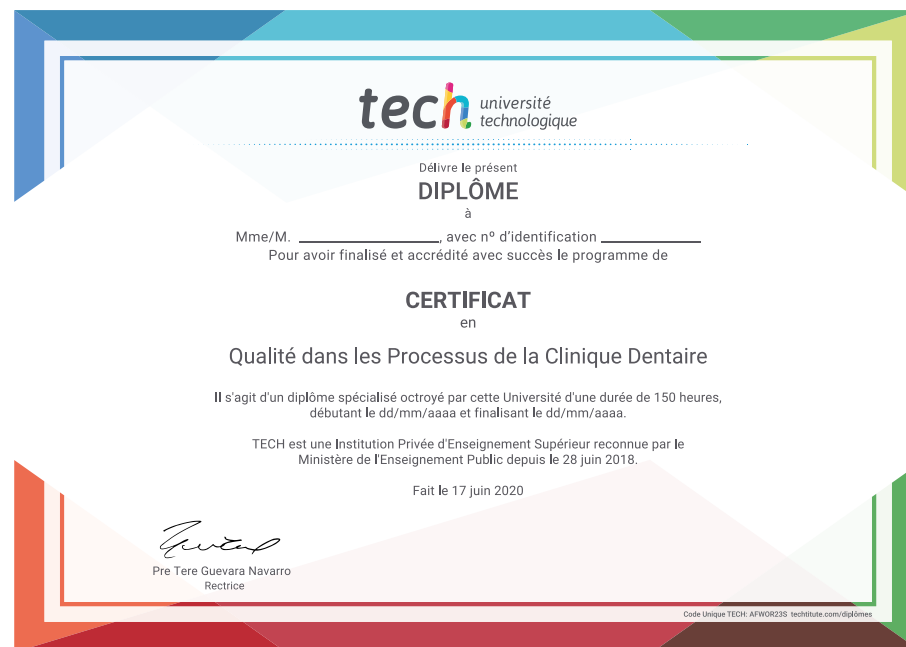 tech université
technologique
Délivre le présent
DIPLÔME
à
Mme/M. ____________________, avec nº d'identification ______________
Pour avoir finalisé et accrédité avec succès le programme de
CERTIFICAT
en
Qualité dans les Processus de la Clinique Dentaire
Il s'agit d'un diplôme spécialisé octroyé par cette Université d'une durée de 150 heures,
débutant le dd/mm/aaaa et finalisant le dd/mm/aaaa.
TECH est une Institution Privée d'Enseignement Supérieur reconnue par le
Ministère de l'Enseignement Public depuis le 28 juin 2018.
Fait le 17 juin 2020
Pre Tere Guevara Navarro
Rectrice
Code Unique TECH: AFWOR23S techtitute.com/diplômes